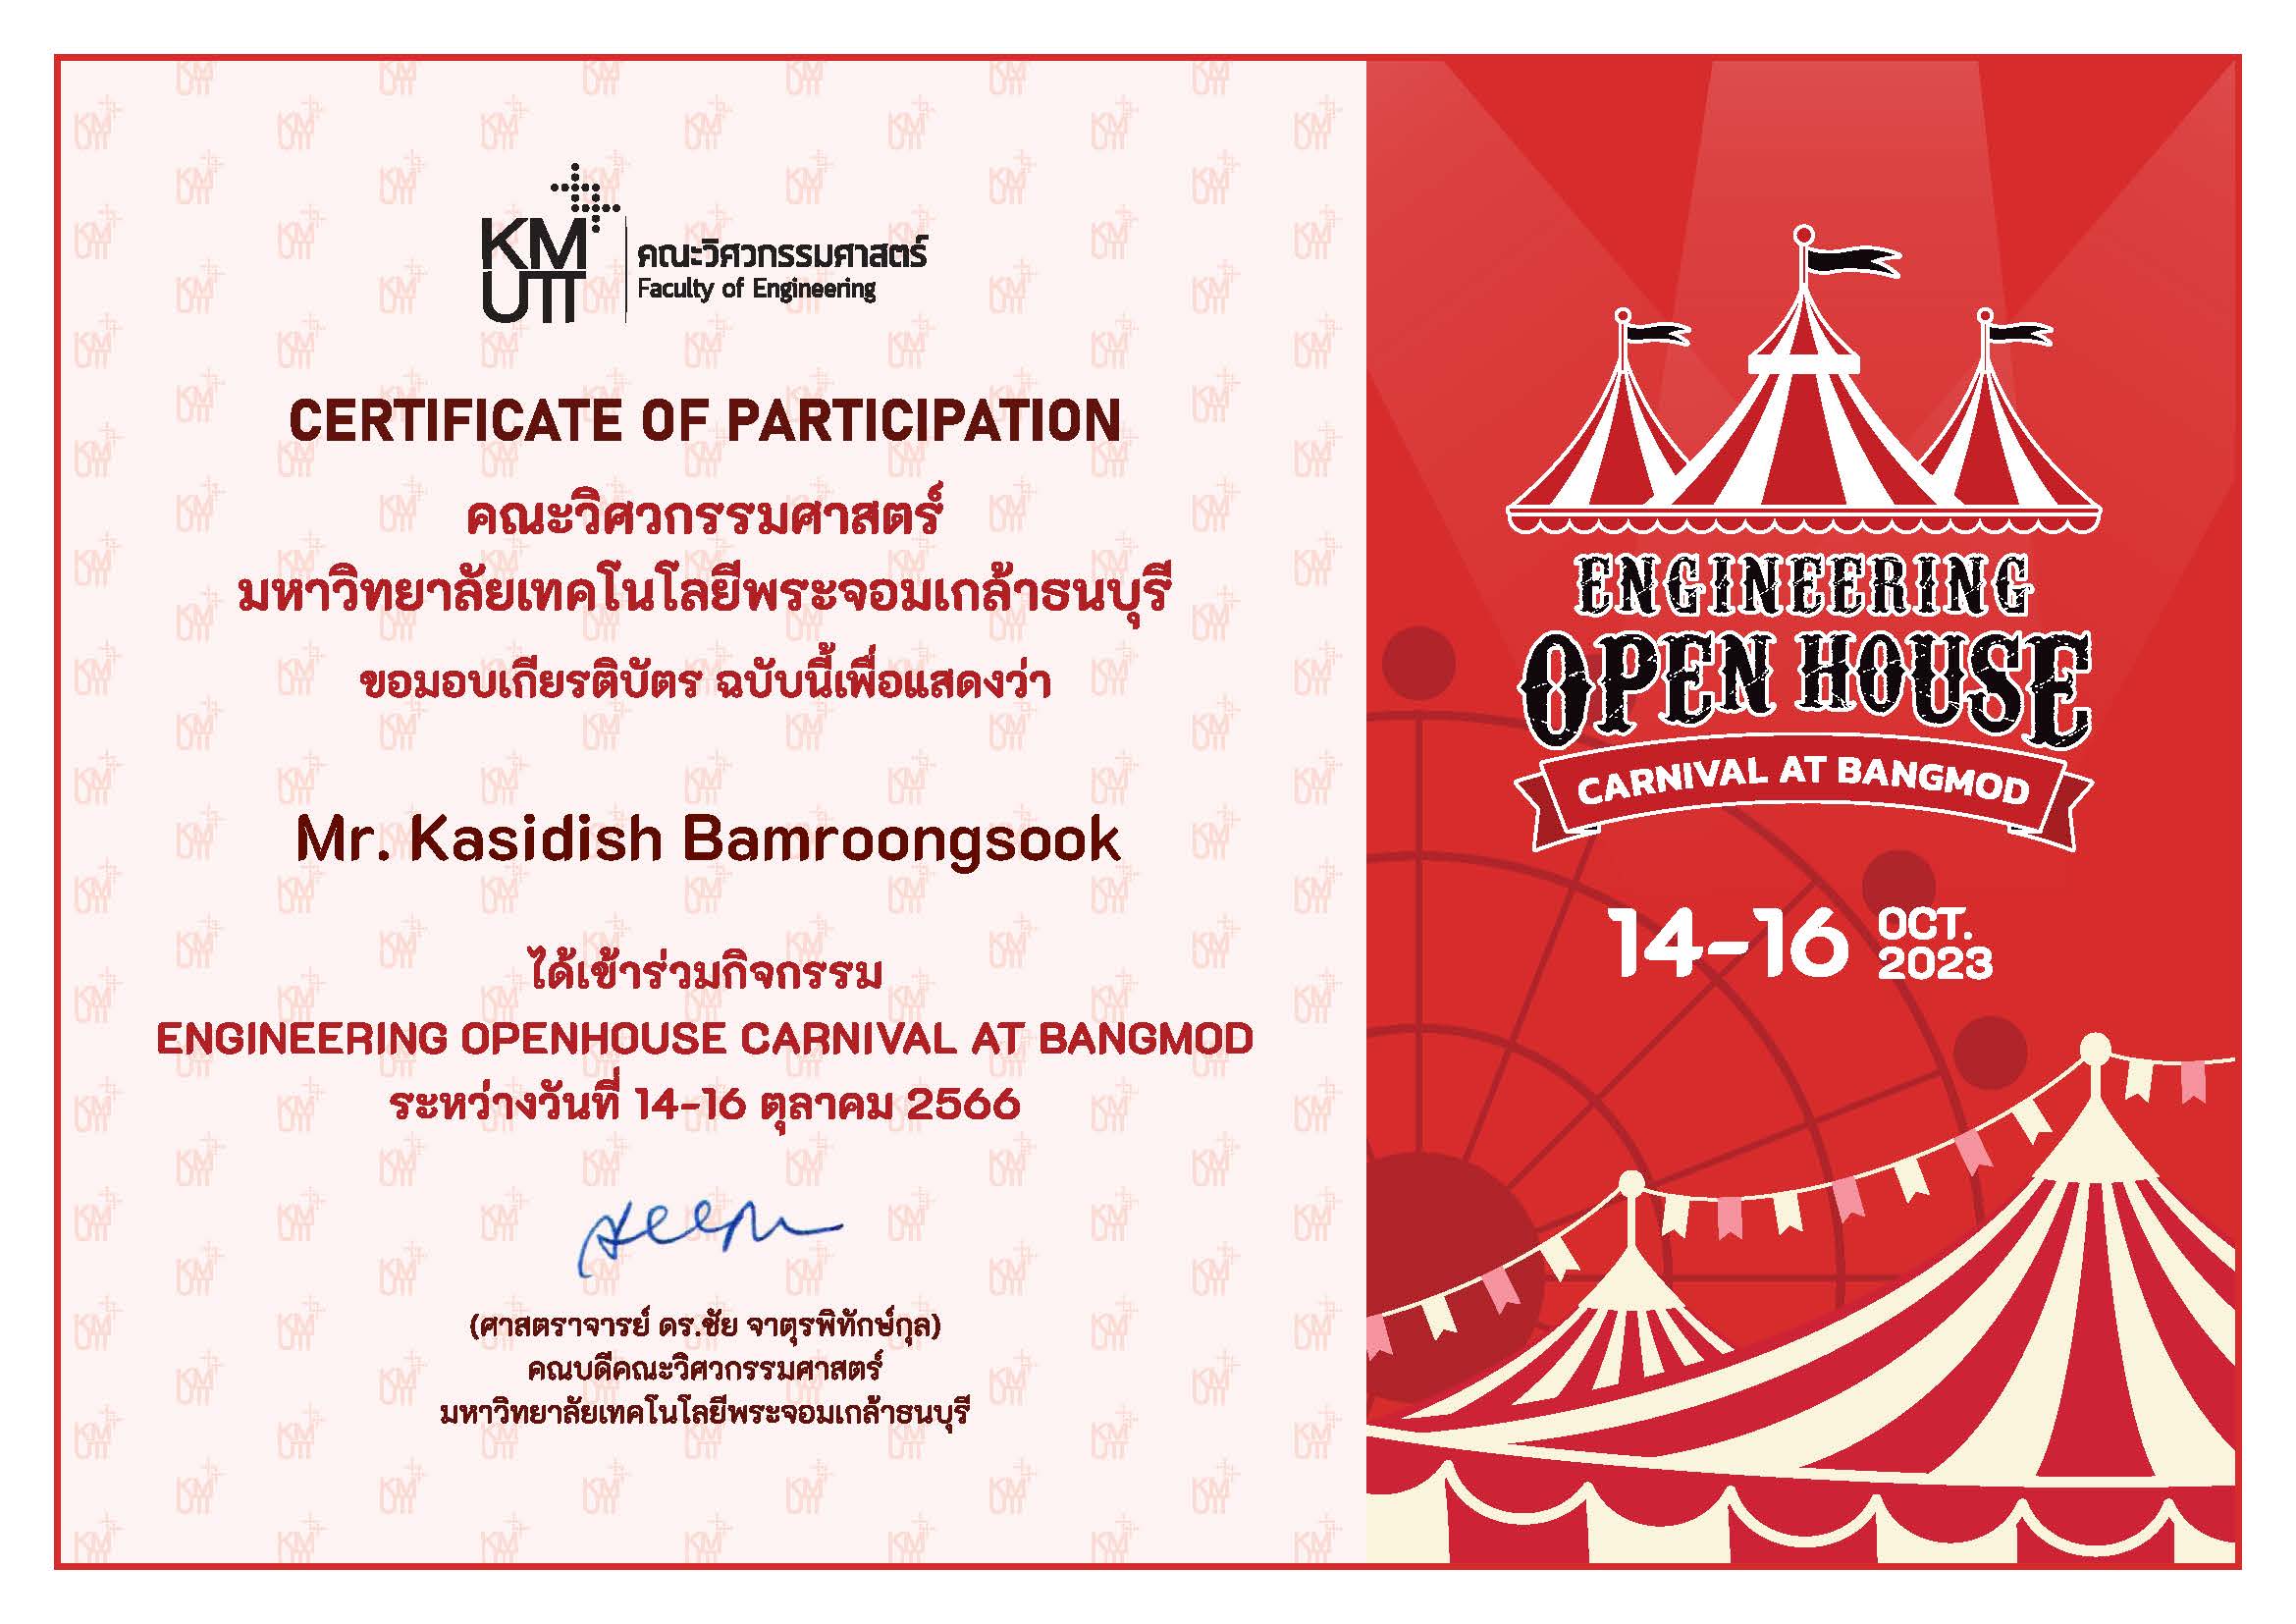 KM
UTT
คณะวิศวกรรมศาสตร์
Faculty of Engineering
CERTIFICATE OF PARTICIPATION
คณะวิศวกรรมศาสตร์
มหาวิทยาลัยเทคโนโลยีพระจอมเกล้าธนบุรี
ขอมอบเกียรติบัตร ฉบับนี้เพื่อแสดงว่า
Mr. Kasidish Bamroongsook
ได้เข้าร่วมกิจกรรม
ENGINEERING OPENHOUSE CARNIVAL AT BANGMOD
ระหว่างวันที่ 14-16 ตุลาคม 2566
(ศาสตราจารย์ ดร.ชัย จาตุรพิทักษ์กุล)
คณบดีคณะวิศวกรรมศาสตร์
มหาวิทยาลัยเทคโนโลยีพระจอมเกล้าธนบุรี
ENGINEERING
OPEN HOUSE
CARNIVAL AT BANGMOD
14-16 OCT. 2023